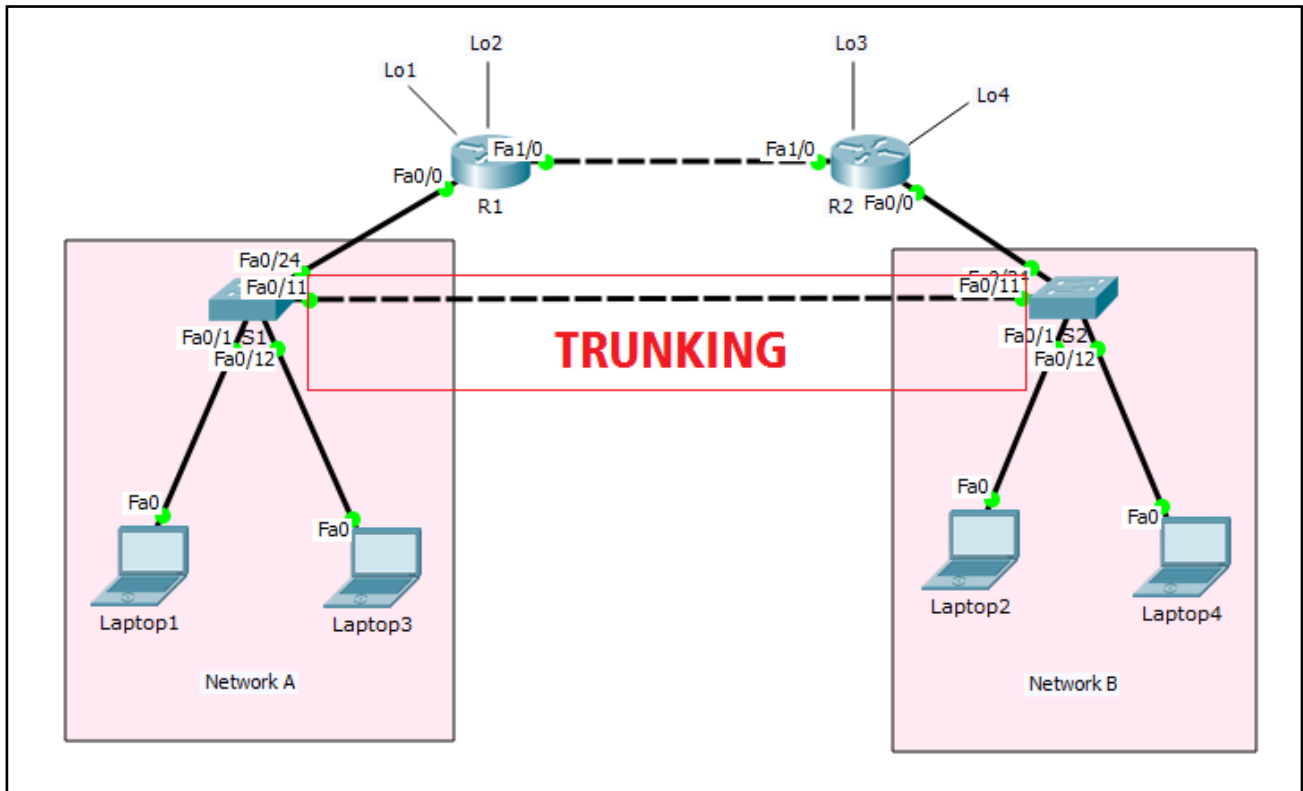 Lo2
Lo3
Lo1
Lo4
Fa1/0
Fa1/0
Fa0/0
Fa0/0
R1
R2
Fa0/24
Fa0/11
Fa0/11
Fa0/1
S1
Fa0/12
Fa0/1
S2
Fa0/12
TRUNKING
Fa0
Fa0
Fa0
Fa0
Laptop1
Laptop3
Laptop2
Laptop4
Network A
Network B